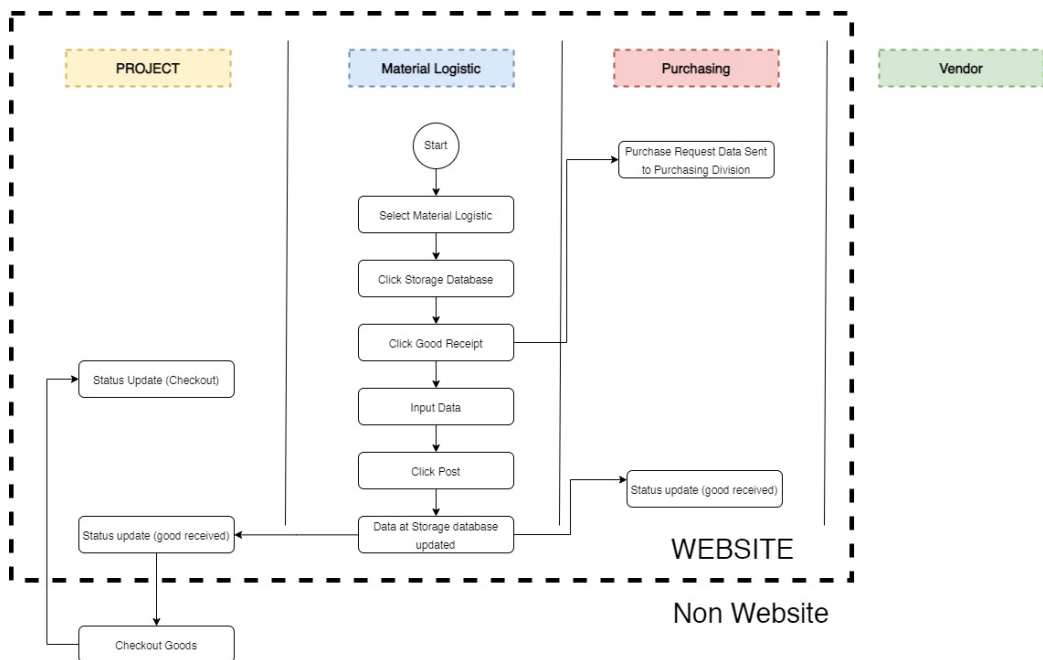 PROJECT
Material Logistic
Purchasing
Vendor
Start
Purchase Request Data Sent
to Purchasing Division
Select Material Logistic
Click Storage Database
Click Good Receipt
Status Update (Checkout)
Input Data
Click Post
Status update (good received)
Status update (good received)
Data at Storage database
updated
WEBSITE
Non Website
Checkout Goods